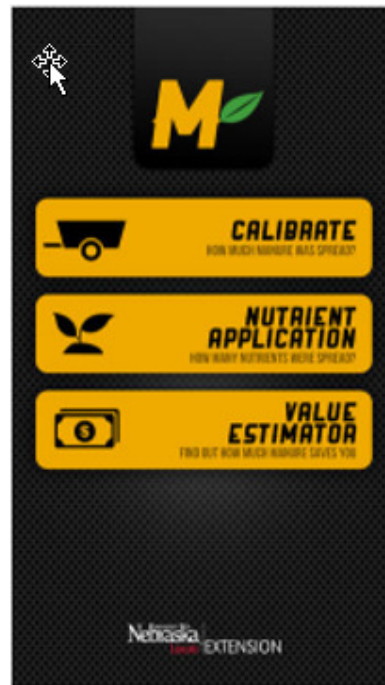 M
CALIBRATE
HOW MUCH MANURE WAS SPREAD?
NUTRIENT
APPLICATION
HOW MANY NUTRIENTS WERE SPREAD?
$
VALUE
ESTIMATOR
FIND OUT HOW MUCH MANURE SAVES YOU
Nebraska
Lincoln EXTENSION